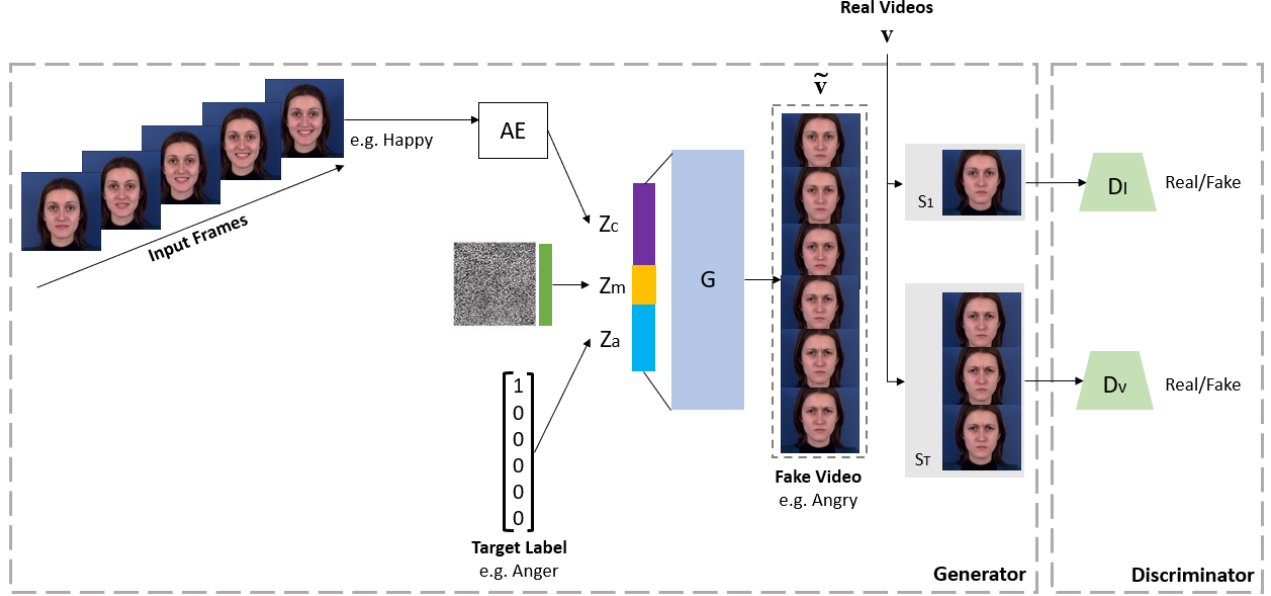 Real Videos
v
ṽ
e.g. Happy
AE
Input Frames
Zc
Zm
Za
G
1
0
0
0
0
0
Target Label
e.g. Anger
Fake Video
e.g. Angry
S1
ST
DI
Real/Fake
DV
Real/Fake
Generator
Discriminator